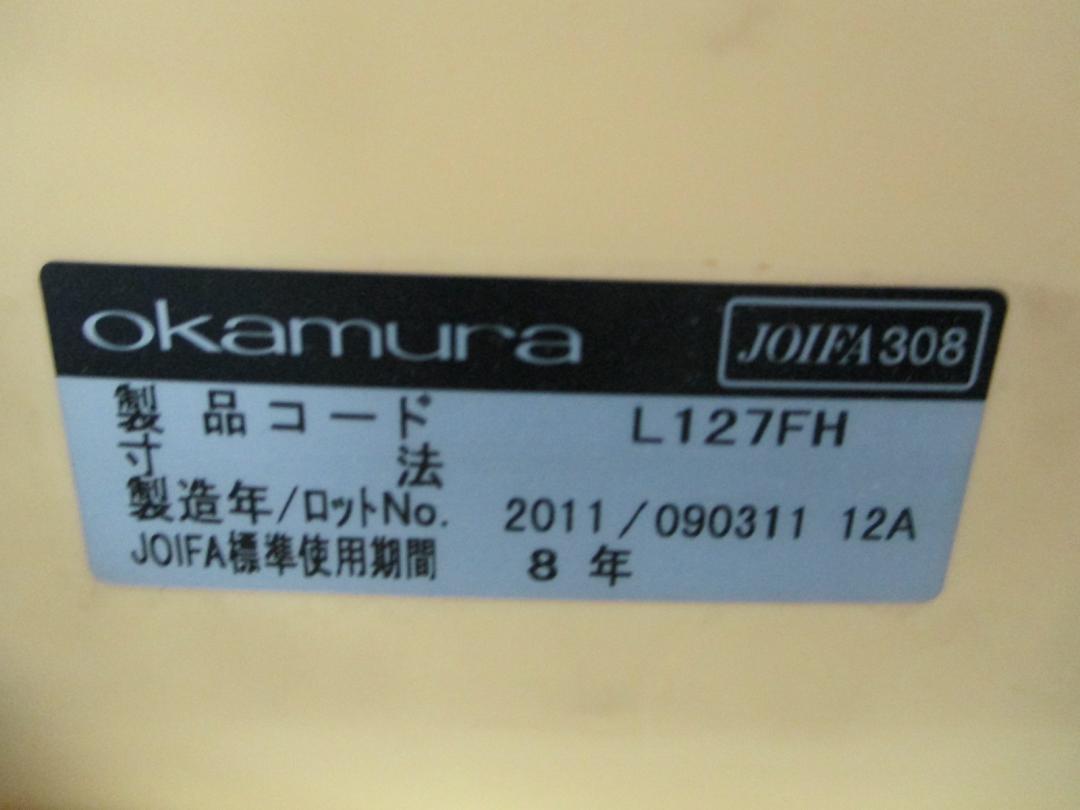 okamura JOIFA308
製品コード L127FH
寸法
製造年/ロットNo. 2011/090311 12A
JOIFA標準使用期間 8年